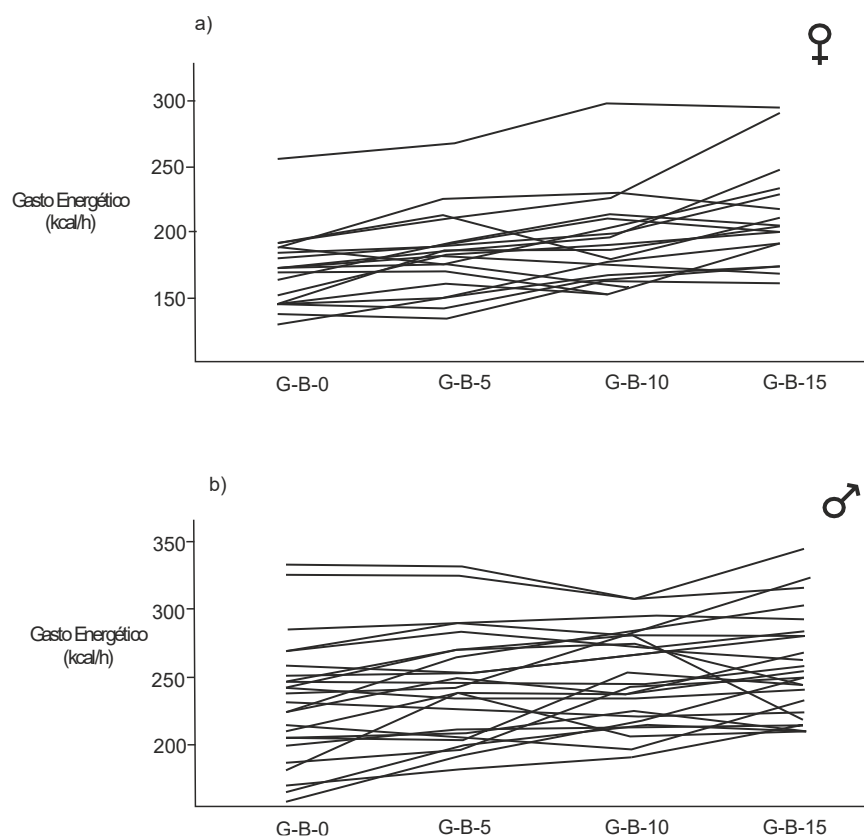 a)
♀
300
250
Gasto Energético
(kcal/h)
200
150
G-B-0 G-B-5 G-B-10 G-B-15
b)
♂
350
300
Gasto Energético
(kcal/h)
250
200
G-B-0 G-B-5 G-B-10 G-B-15